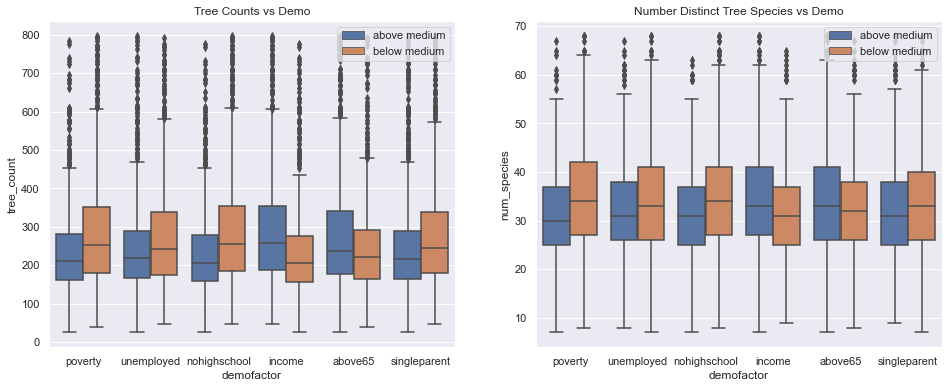 Tree Counts vs Demo
above medium
below medium
800
700
600
500
400
300
200
100
0
tree_count
poverty unemployed nohighschool income above65 singleparent
demofactor
Number Distinct Tree Species vs Demo
above medium
below medium
70
60
50
40
30
20
10
num_species
poverty unemployed nohighschool income above65 singleparent
demofactor